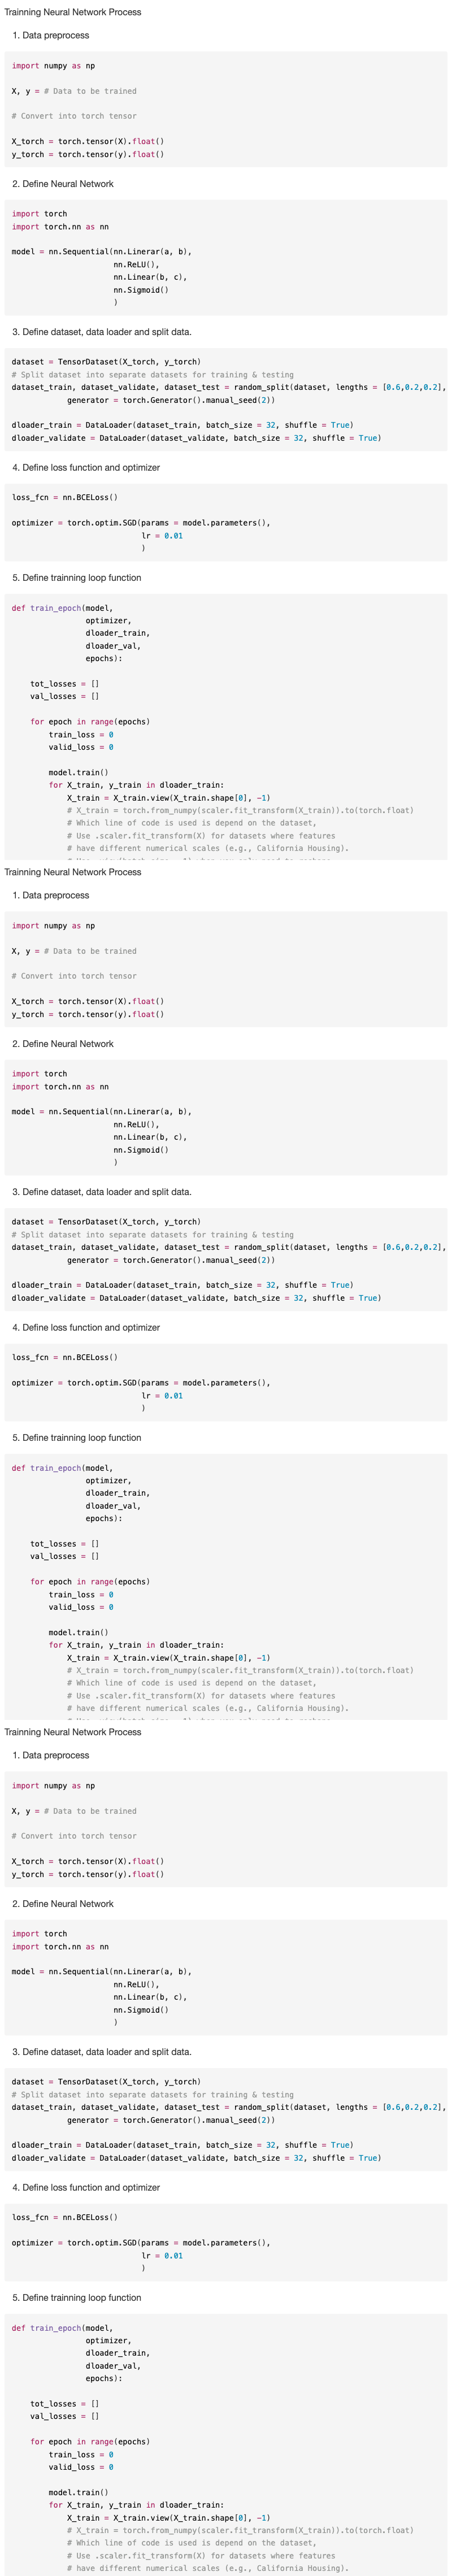 Trainning Neural Network Process
1. Data preprocess
import numpy as np
X, y = # Data to be trained
# Convert into torch tensor
X_torch = torch.tensor(X).float()
y_torch = torch.tensor(y).float()
2. Define Neural Network
import torch
import torch.nn as nn
model = nn.Sequential(nn.Linerar(a, b),
nn.ReLU(),
nn.Linear(b, c),
nn.Sigmoid()
)
3. Define dataset, data loader and split data.
dataset = TensorDataset(X_torch, y_torch)
# Split dataset into separate datasets for training & testing
dataset_train, dataset_validate, dataset_test = random_split(dataset, lengths = [0.6,0.2,0.2],
generator = torch.Generator().manual_seed(2))
dloader_train = DataLoader(dataset_train, batch_size = 32, shuffle = True)
dloader_validate = DataLoader(dataset_validate, batch_size = 32, shuffle = True)
4. Define loss function and optimizer
loss_fcn = nn.BCELoss()
optimizer = torch.optim.SGD(params = model.parameters(),
lr = 0.01
)
5. Define trainning loop function
def train_epoch(model,
optimizer,
dloader_train,
dloader_val,
epochs):
tot_losses = []
val_losses = []
for epoch in range(epochs)
train_loss = 0
valid_loss = 0
model.train()
for X_train, y_train in dloader_train:
X_train = X_train.view(X_train.shape[0], -1)
# X_train = torch.from_numpy(scaler.fit_transform(X_train)).to(torch.float)
# Which line of code is used is depend on the dataset,
# Use .scaler.fit_transform(X) for datasets where features
# have different numerical scales (e.g., California Housing).
Trainning Neural Network Process
1. Data preprocess
import numpy as np
X, y = # Data to be trained
# Convert into torch tensor
X_torch = torch.tensor(X).float()
y_torch = torch.tensor(y).float()
2. Define Neural Network
import torch
import torch.nn as nn
model = nn.Sequential(nn.Linerar(a, b),
nn.ReLU(),
nn.Linear(b, c),
nn.Sigmoid()
)
3. Define dataset, data loader and split data.
dataset = TensorDataset(X_torch, y_torch)
# Split dataset into separate datasets for training & testing
dataset_train, dataset_validate, dataset_test = random_split(dataset, lengths = [0.6,0.2,0.2],
generator = torch.Generator().manual_seed(2))
dloader_train = DataLoader(dataset_train, batch_size = 32, shuffle = True)
dloader_validate = DataLoader(dataset_validate, batch_size = 32, shuffle = True)
4. Define loss function and optimizer
loss_fcn = nn.BCELoss()
optimizer = torch.optim.SGD(params = model.parameters(),
lr = 0.01
)
5. Define trainning loop function
def train_epoch(model,
optimizer,
dloader_train,
dloader_val,
epochs):
tot_losses = []
val_losses = []
for epoch in range(epochs)
train_loss = 0
valid_loss = 0
model.train()
for X_train, y_train in dloader_train:
X_train = X_train.view(X_train.shape[0], -1)
# X_train = torch.from_numpy(scaler.fit_transform(X_train)).to(torch.float)
# Which line of code is used is depend on the dataset,
# Use .scaler.fit_transform(X) for datasets where features
# have different numerical scales (e.g., California Housing).
Trainning Neural Network Process
1. Data preprocess
import numpy as np
X, y = # Data to be trained
# Convert into torch tensor
X_torch = torch.tensor(X).float()
y_torch = torch.tensor(y).float()
2. Define Neural Network
import torch
import torch.nn as nn
model = nn.Sequential(nn.Linerar(a, b),
nn.ReLU(),
nn.Linear(b, c),
nn.Sigmoid()
)
3. Define dataset, data loader and split data.
dataset = TensorDataset(X_torch, y_torch)
# Split dataset into separate datasets for training & testing
dataset_train, dataset_validate, dataset_test = random_split(dataset, lengths = [0.6,0.2,0.2],
generator = torch.Generator().manual_seed(2))
dloader_train = DataLoader(dataset_train, batch_size = 32, shuffle = True)
dloader_validate = DataLoader(dataset_validate, batch_size = 32, shuffle = True)
4. Define loss function and optimizer
loss_fcn = nn.BCELoss()
optimizer = torch.optim.SGD(params = model.parameters(),
lr = 0.01
)
5. Define trainning loop function
def train_epoch(model,
optimizer,
dloader_train,
dloader_val,
epochs):
tot_losses = []
val_losses = []
for epoch in range(epochs)
train_loss = 0
valid_loss = 0
model.train()
for X_train, y_train in dloader_train:
X_train = X_train.view(X_train.shape[0], -1)
# X_train = torch.from_numpy(scaler.fit_transform(X_train)).to(torch.float)
# Which line of code is used is depend on the dataset,
# Use .scaler.fit_transform(X) for datasets where features
# have different numerical scales (e.g., California Housing).